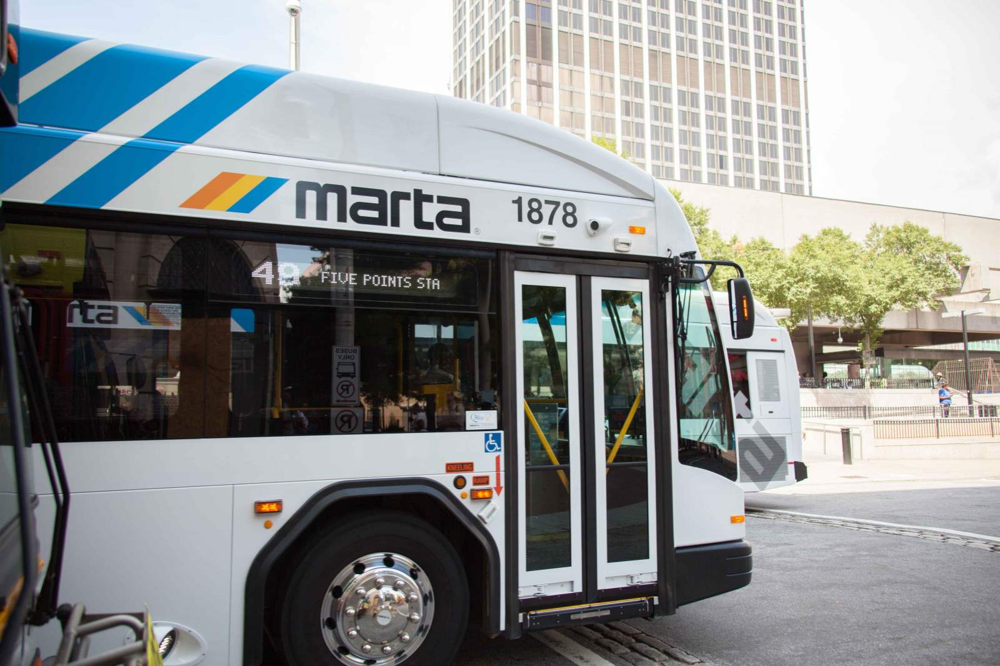 marta ®
1878
49 FIVE POINTS STA
rta
BUSES
ONLY
KNEELING
RAMP